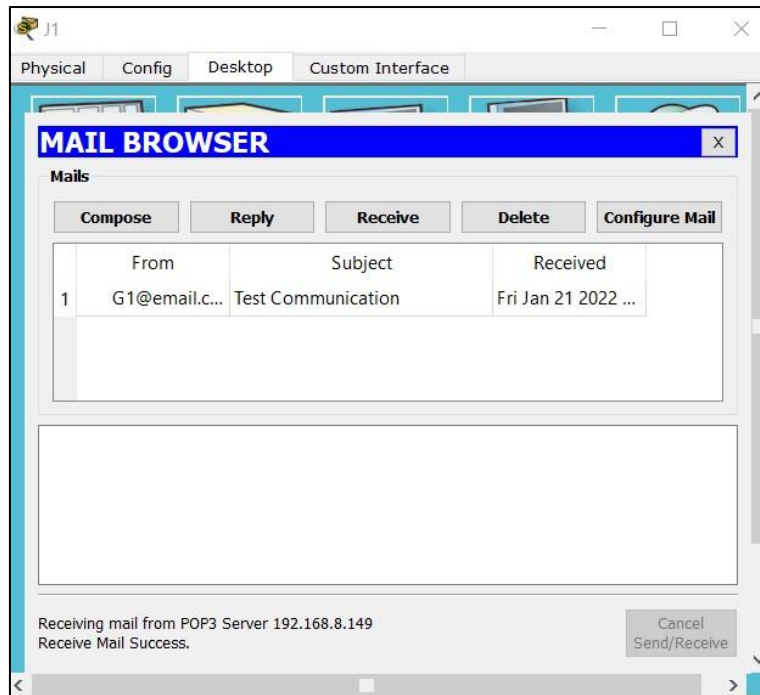 J1
Physical Config Desktop Custom Interface
MAIL BROWSER X
Mails
Compose Reply Receive Delete Configure Mail
From Subject Received
1 G1@email.c... Test Communication Fri Jan 21 2022 ...
Receiving mail from POP3 Server 192.168.8.149
Receive Mail Success.
Cancel
Send/Receive